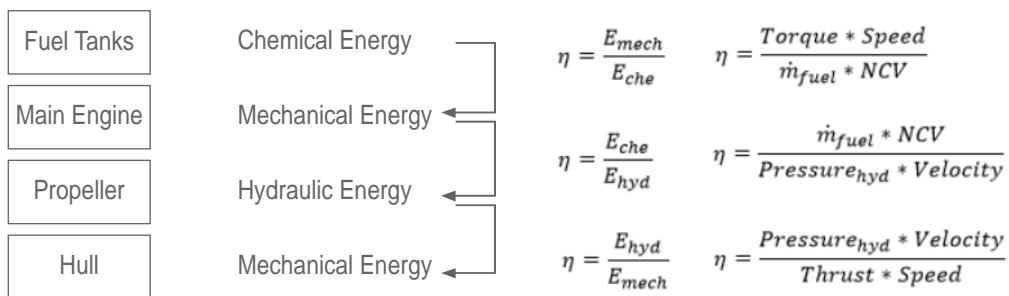 Fuel Tanks Chemical Energy η = E_mech / E_che η = Torque * Speed / ṁ_fuel * NCV
Main Engine Mechanical Energy
η = E_che / E_hyd η = ṁ_fuel * NCV / Pressure_hyd * Velocity
Propeller Hydraulic Energy
Hull Mechanical Energy η = E_hyd / E_mech η = Pressure_hyd * Velocity / Thrust * Speed